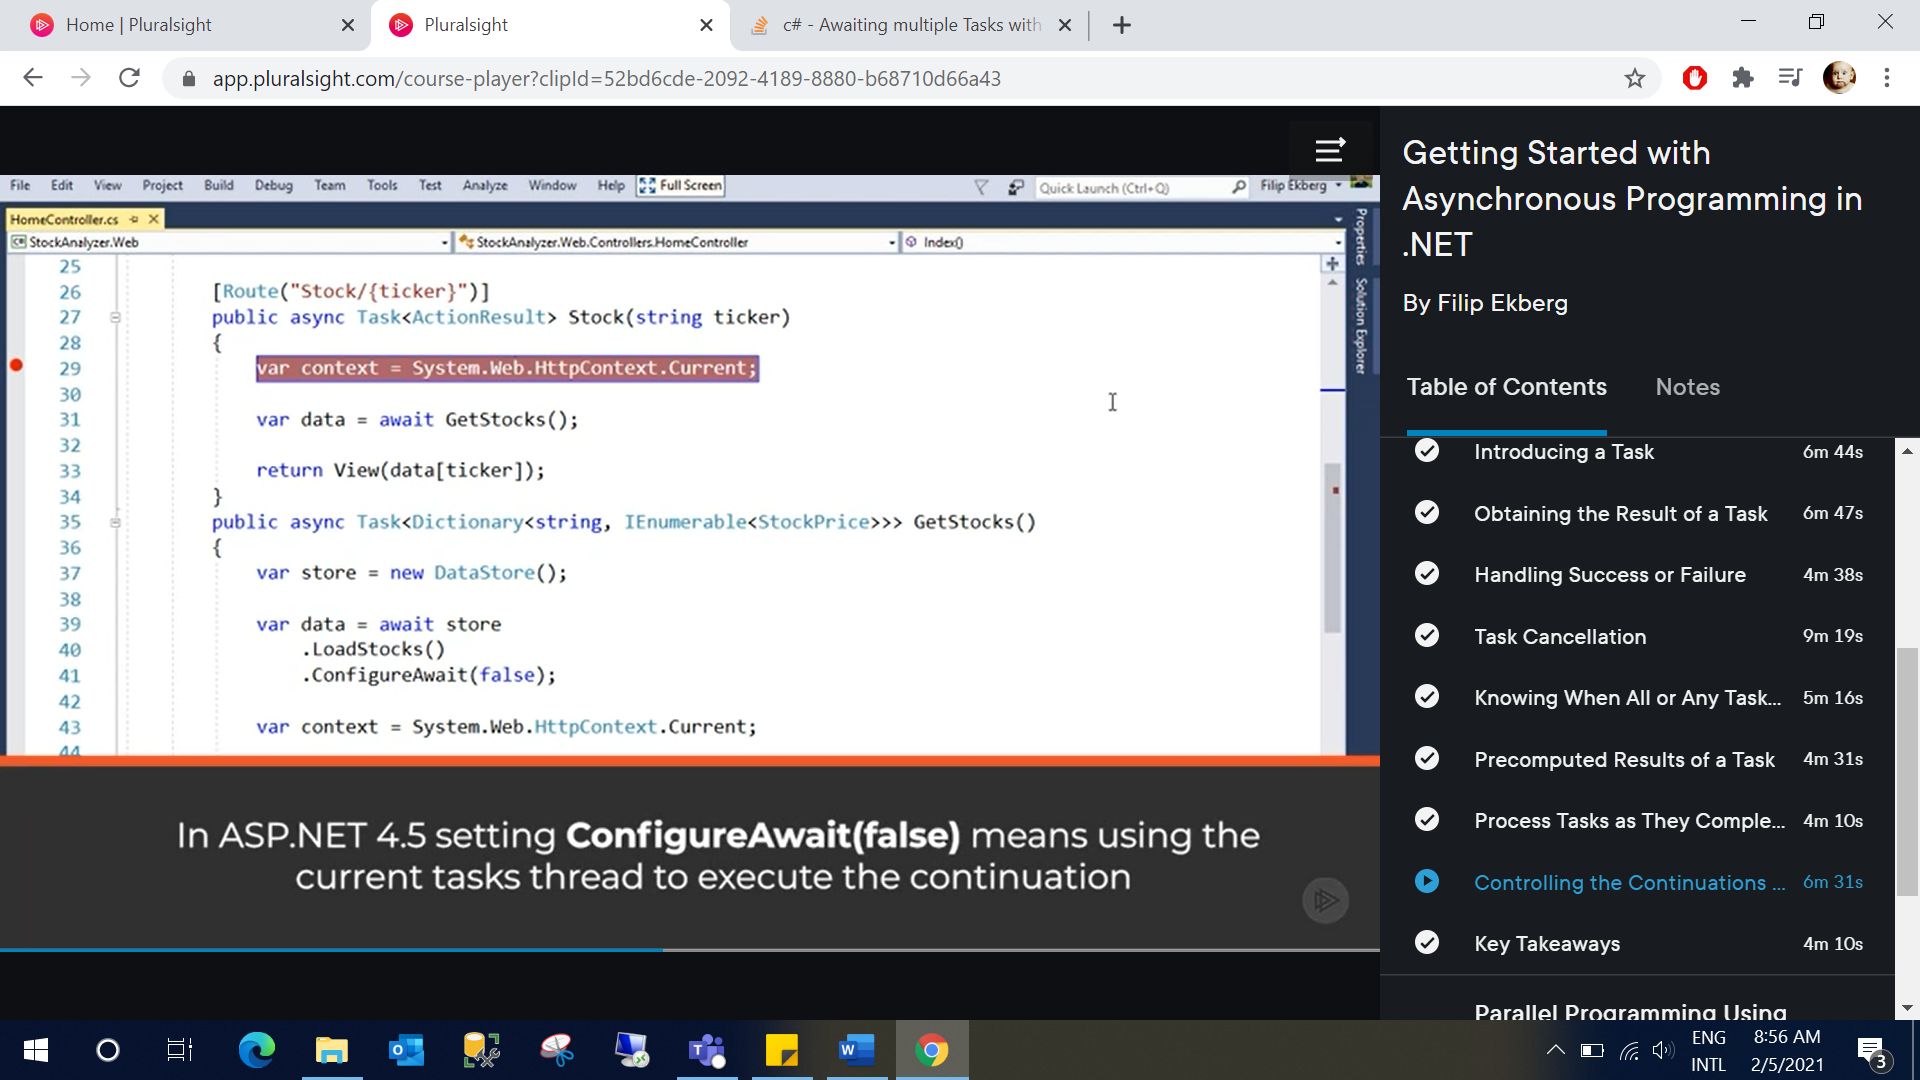 Home | Pluralsight
Pluralsight
c# - Awaiting multiple Tasks with
app.pluralsight.com/course-player?clipId=52bd6cde-2092-4189-8880-b68710d66a43
File Edit View Project Build Debug Team Tools Test Analyze Window Help Full Screen
Quick Launch (Ctrl+Q)
Filip Ekberg
HomeController.cs
StockAnalyzer.Web
StockAnalyzer.Web.Controllers.HomeController
Index()
Properties
Solution Explorer
25
26 [Route("Stock/{ticker}")]
27 public async Task<ActionResult> Stock(string ticker)
28 {
29 var context = System.Web.HttpContext.Current;
30
31 var data = await GetStocks();
32
33 return View(data[ticker]);
34 }
35 public async Task<Dictionary<string, IEnumerable<StockPrice>>> GetStocks()
36 {
37 var store = new DataStore();
38
39 var data = await store
40 .LoadStocks()
41 .ConfigureAwait(false);
42
43 var context = System.Web.HttpContext.Current;
44
In ASP.NET 4.5 setting ConfigureAwait(false) means using the
current tasks thread to execute the continuation
Getting Started with
Asynchronous Programming in
.NET
By Filip Ekberg
Table of Contents
Notes
Introducing a Task 6m 44s
Obtaining the Result of a Task 6m 47s
Handling Success or Failure 4m 38s
Task Cancellation 9m 19s
Knowing When All or Any Task... 5m 16s
Precomputed Results of a Task 4m 31s
Process Tasks as They Comple... 4m 10s
Controlling the Continuations ... 6m 31s
Key Takeaways 4m 10s
Parallel Programming Using
ENG
INTL
8:56 AM
2/5/2021
3